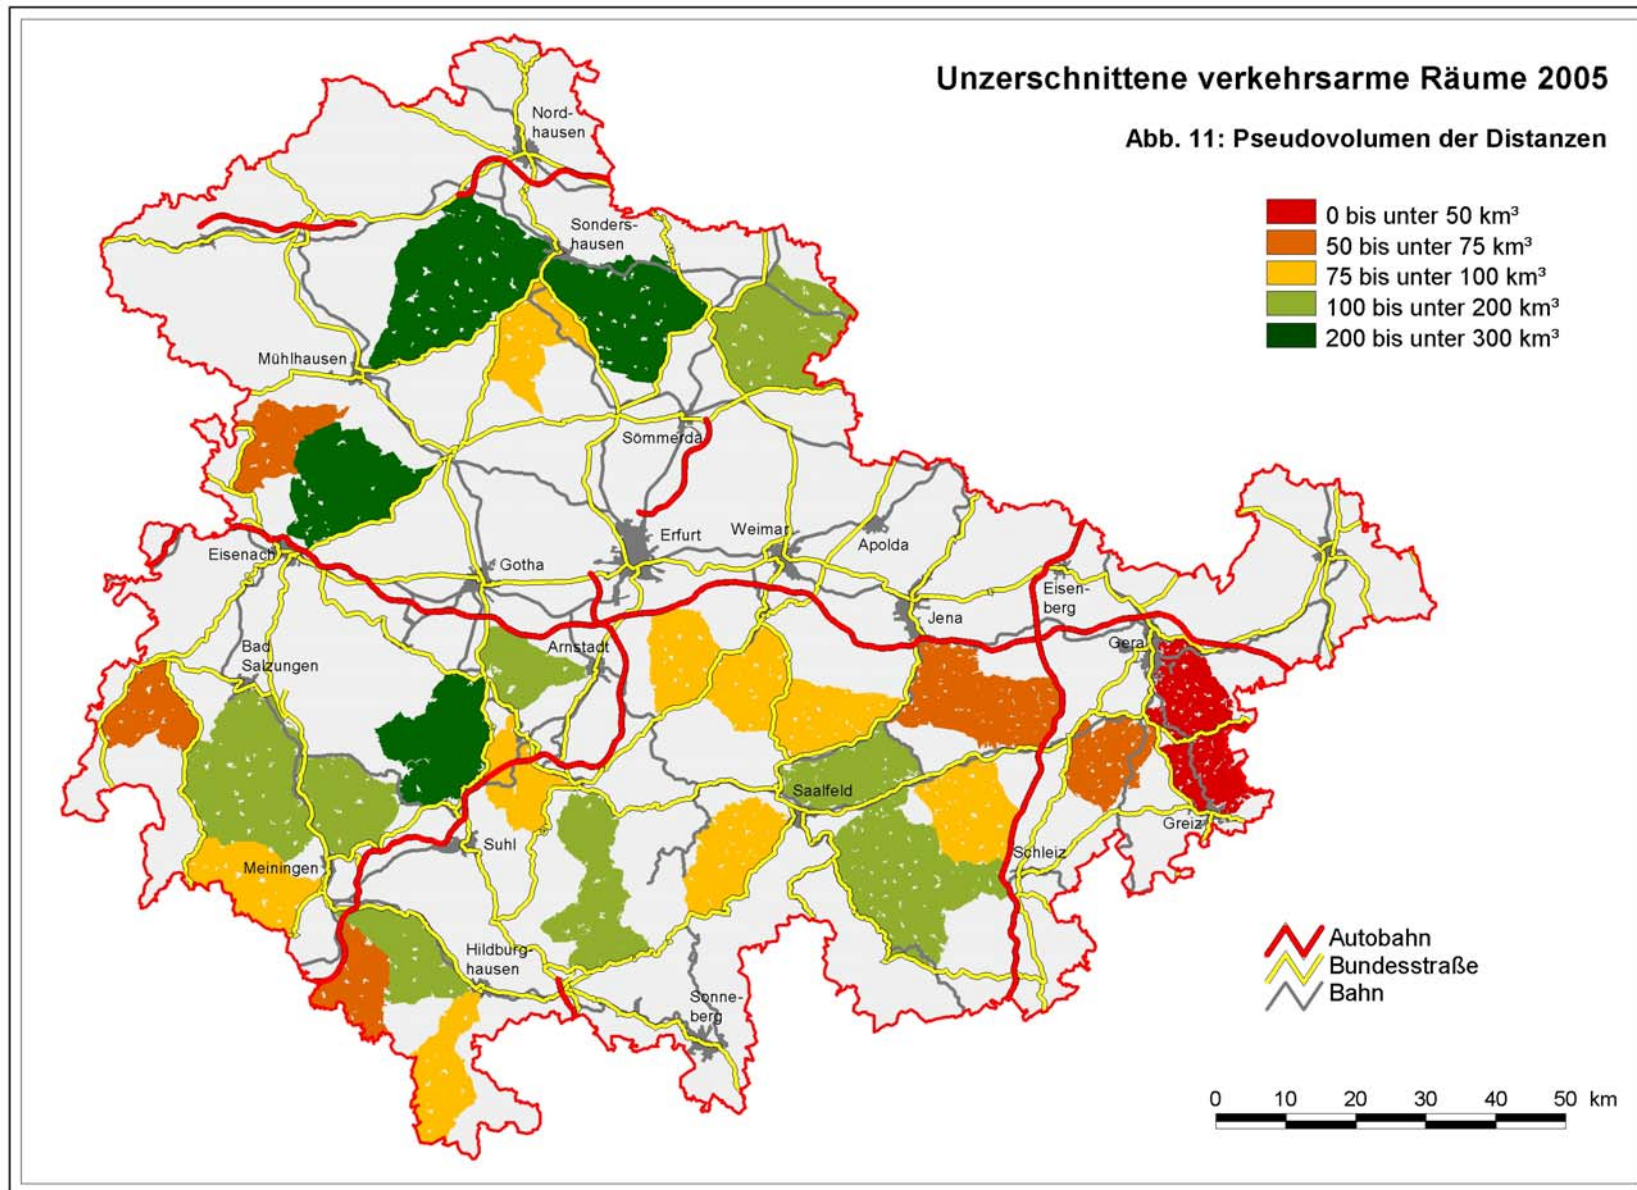 Unzerschnittene verkehrsarme Räume 2005
Abb. 11: Pseudovolumen der Distanzen
0 bis unter 50 km³
50 bis unter 75 km³
75 bis unter 100 km³
100 bis unter 200 km³
200 bis unter 300 km³
Nord-
hausen
Sonders-
hausen
Mühlhausen
Sömmerda
Eisenach
Gotha
Erfurt
Weimar
Apolda
Eisen-
berg
Jena
Gera
Bad
Salzungen
Arnstadt
Saalfeld
Suhl
Greiz
Schleiz
Meiningen
Hildburg-
hausen
Sonne-
berg
Autobahn
Bundesstraße
Bahn
0 10 20 30 40 50 km